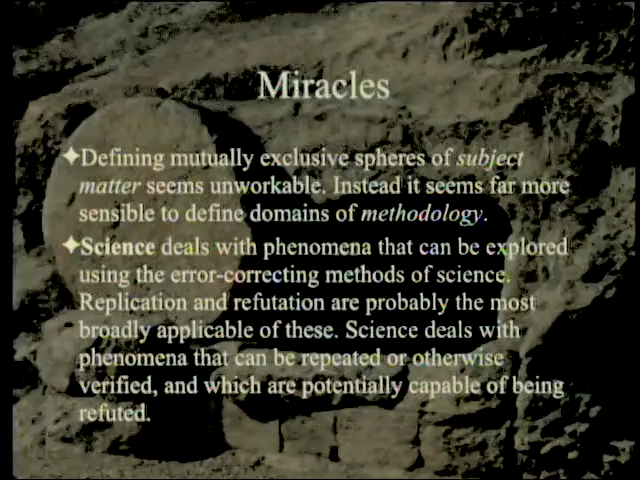 Miracles
✦Defining mutually exclusive spheres of subject
matter seems unworkable. Instead it seems far more
sensible to define domains of methodology.
✦Science deals with phenomena that can be explored
using the error-correcting methods of science.
Replication and refutation are probably the most
broadly applicable of these. Science deals with
phenomena that can be repeated or otherwise
verified, and which are potentially capable of being
refuted.